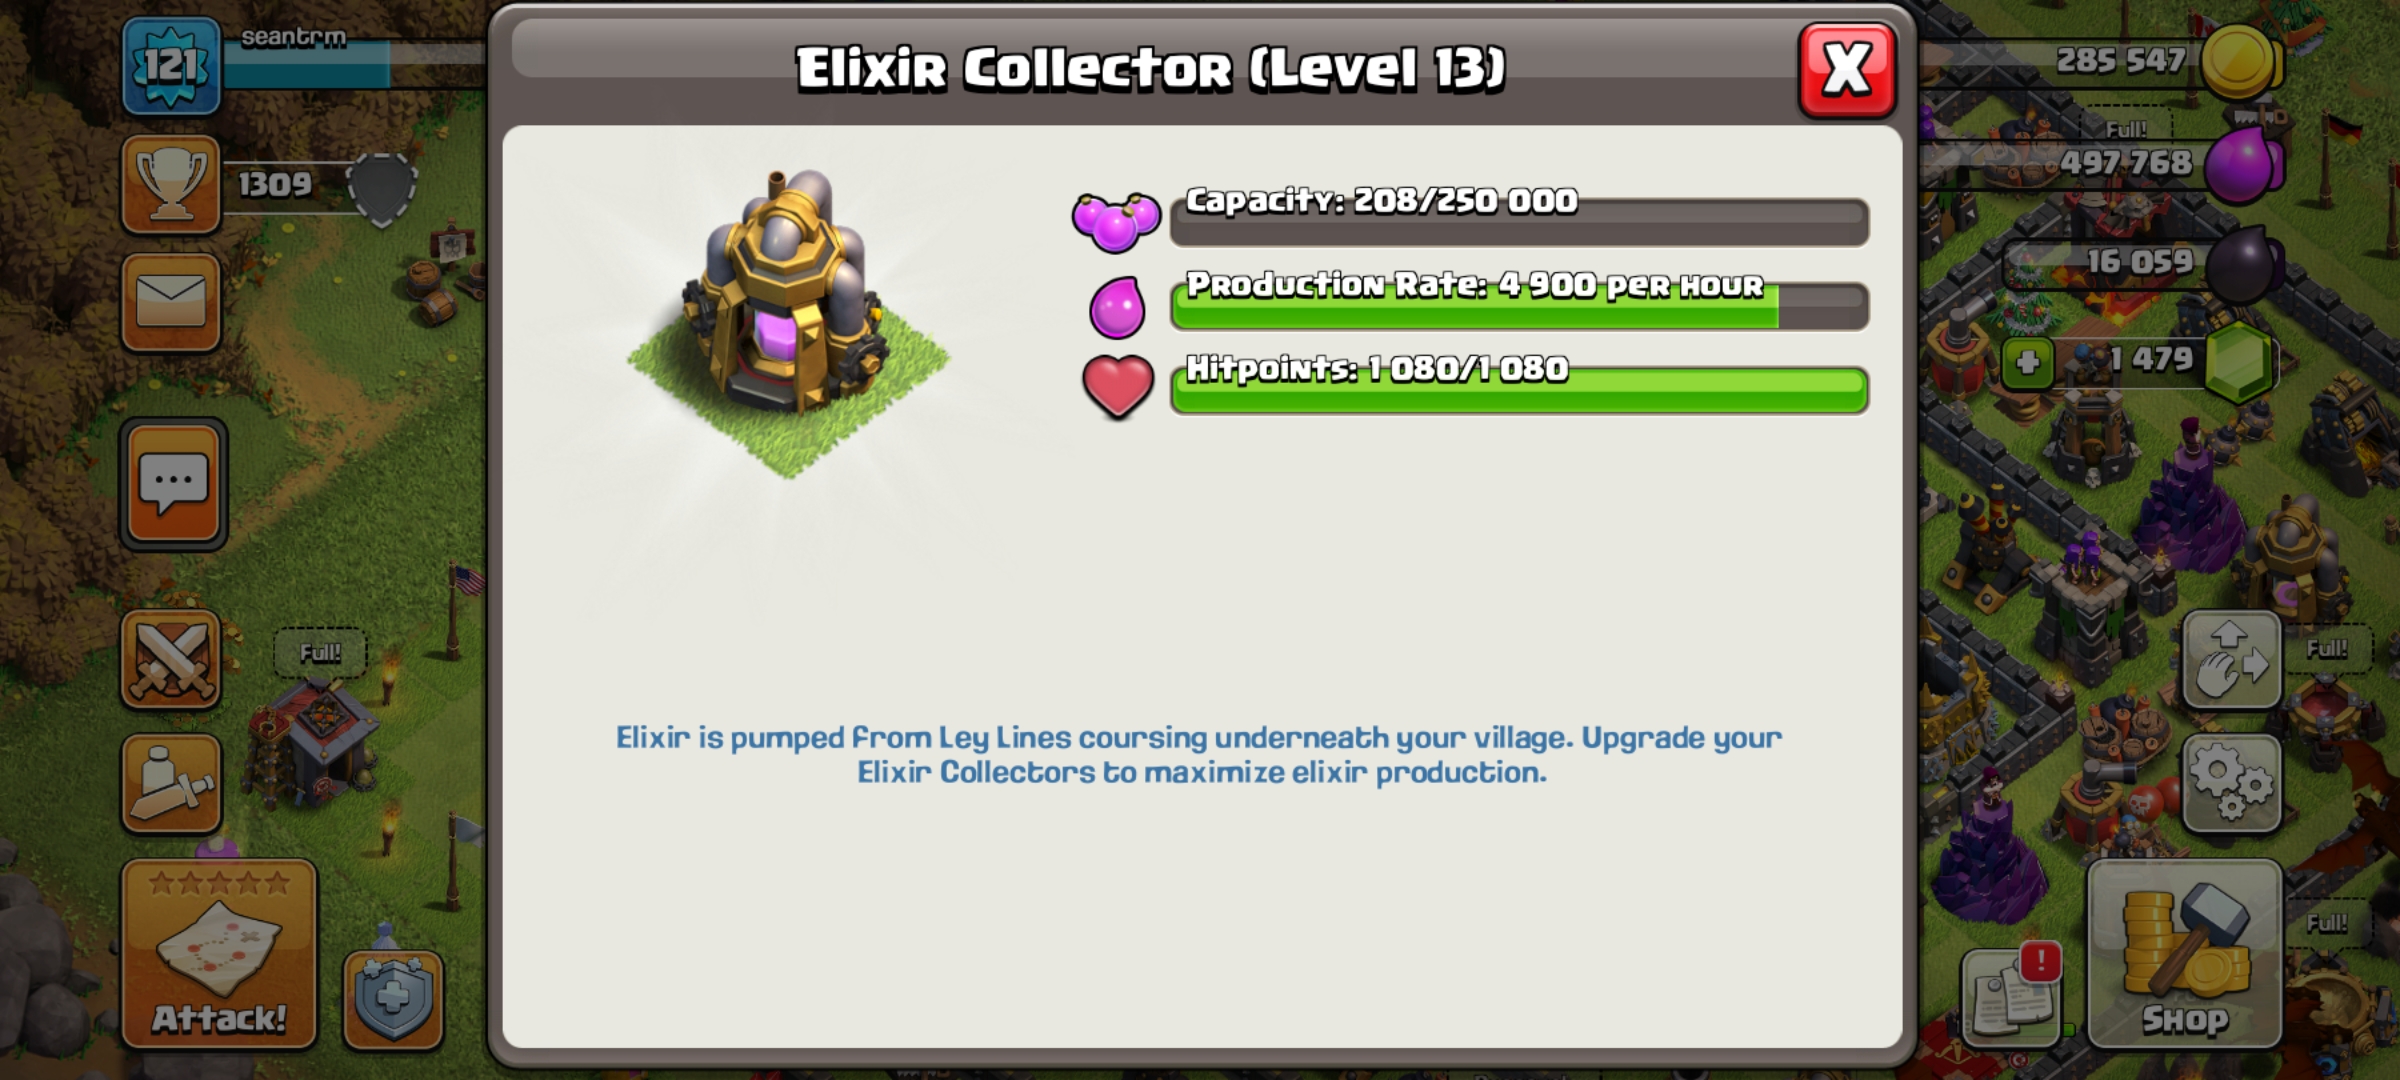 121
seantrm
1309
Elixir Collector (Level 13)
X
Capacity: 208/250 000
Production Rate: 4 900 per Hour
Hitpoints: 1 080/1 080
Elixir is pumped from Ley Lines coursing underneath your village. Upgrade your
Elixir Collectors to maximize elixir production.
285 547
Full!
497 768
16 059
+
1 479
Full!
Full!
Full!
Attack!
!
Shop